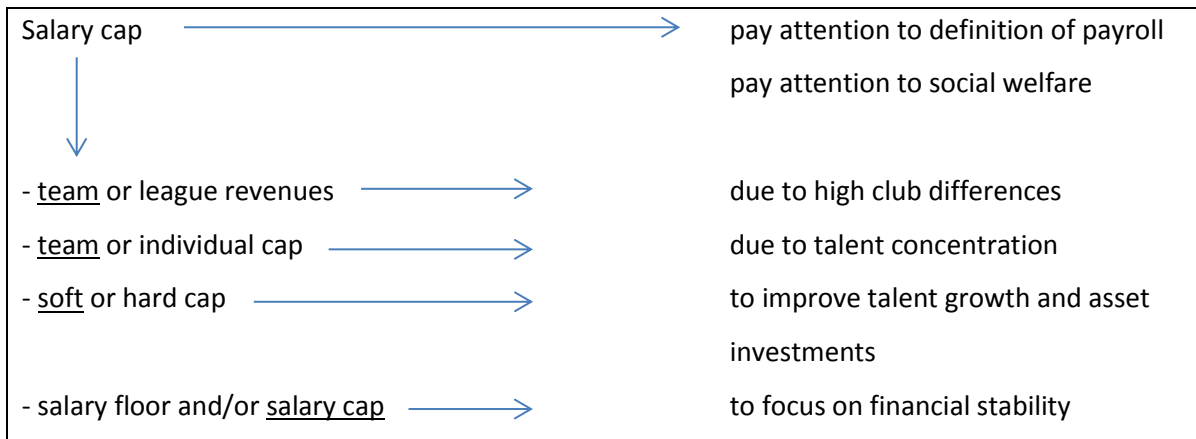 Salary cap pay attention to definition of payroll
pay attention to social welfare
- team or league revenues due to high club differences
- team or individual cap due to talent concentration
- soft or hard cap to improve talent growth and asset
investments
- salary floor and/or salary cap to focus on financial stability